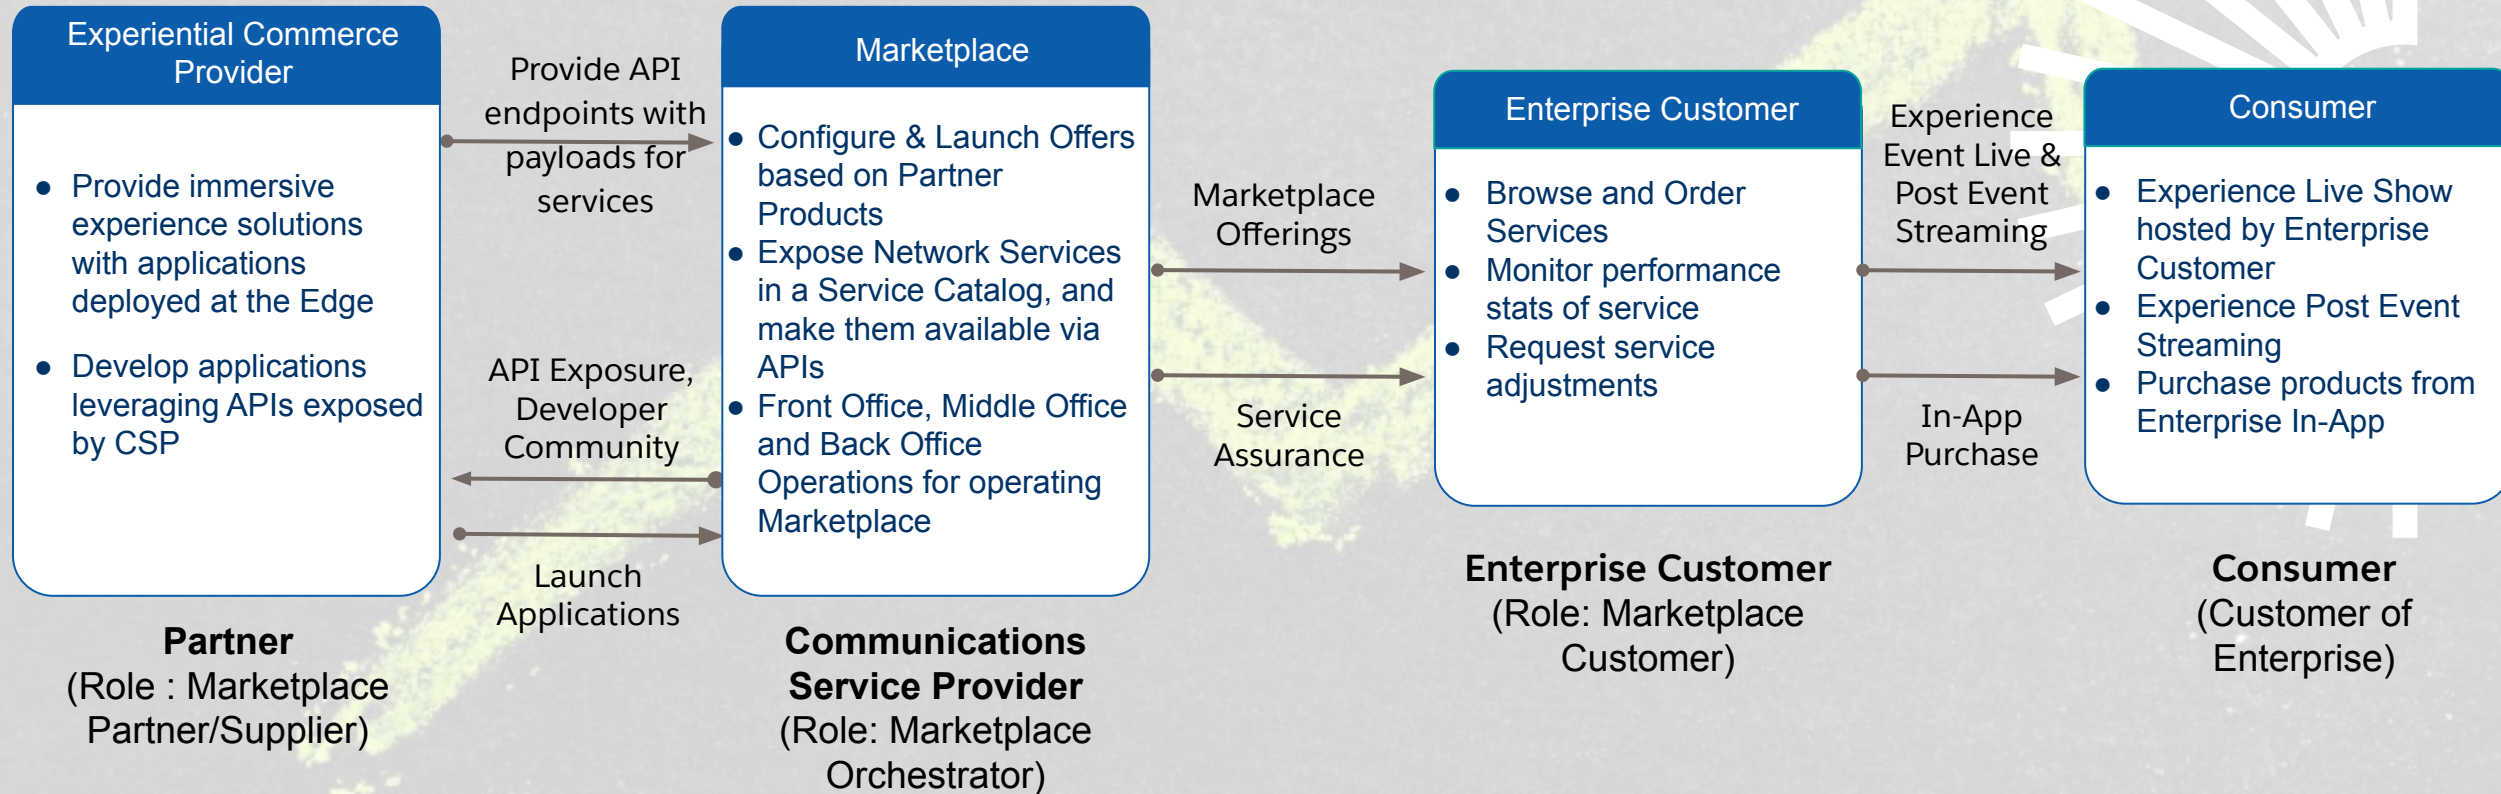 Experiential Commerce
Provider
● Provide immersive
experience solutions
with applications
deployed at the Edge
● Develop applications
leveraging APIs exposed
by CSP
Partner
(Role : Marketplace
Partner/Supplier)
Provide API
endpoints with
payloads for
services
API Exposure,
Developer
Community
Launch
Applications
Marketplace
● Configure & Launch Offers
based on Partner
Products
● Expose Network Services
in a Service Catalog, and
make them available via
APIs
● Front Office, Middle Office
and Back Office
Operations for operating
Marketplace
Communications
Service Provider
(Role: Marketplace
Orchestrator)
Marketplace
Offerings
Service
Assurance
Enterprise Customer
● Browse and Order
Services
● Monitor performance
stats of service
● Request service
adjustments
Enterprise Customer
(Role: Marketplace
Customer)
Experience
Event Live &
Post Event
Streaming
In-App
Purchase
Consumer
● Experience Live Show
hosted by Enterprise
Customer
● Experience Post Event
Streaming
● Purchase products from
Enterprise In-App
Consumer
(Customer of
Enterprise)